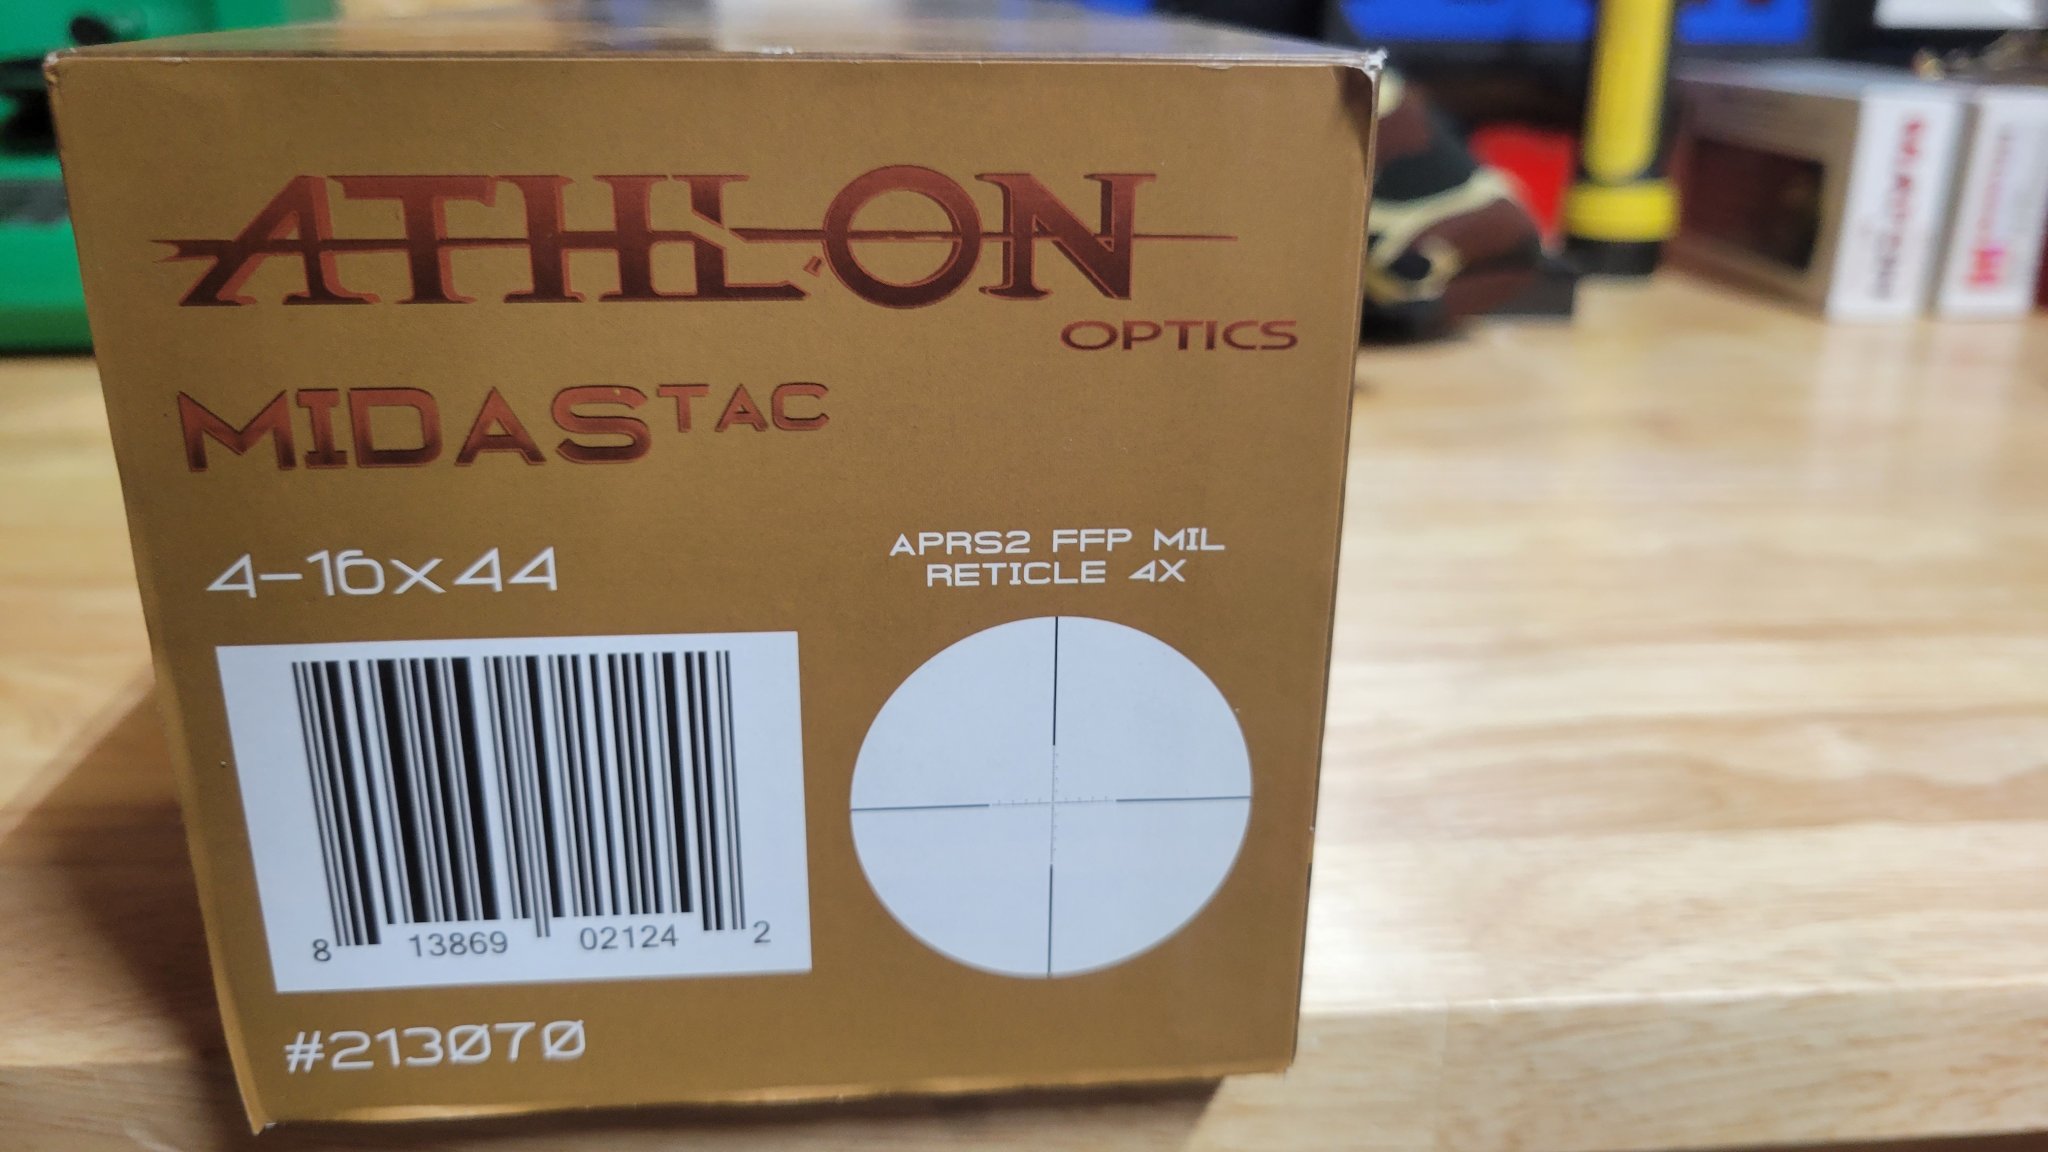 ATHLON
OPTICS
MIDAS TAC
4-16x44
APRS2 FFP MIL
RETICLE 4X
8 13869 02124 2
#213070